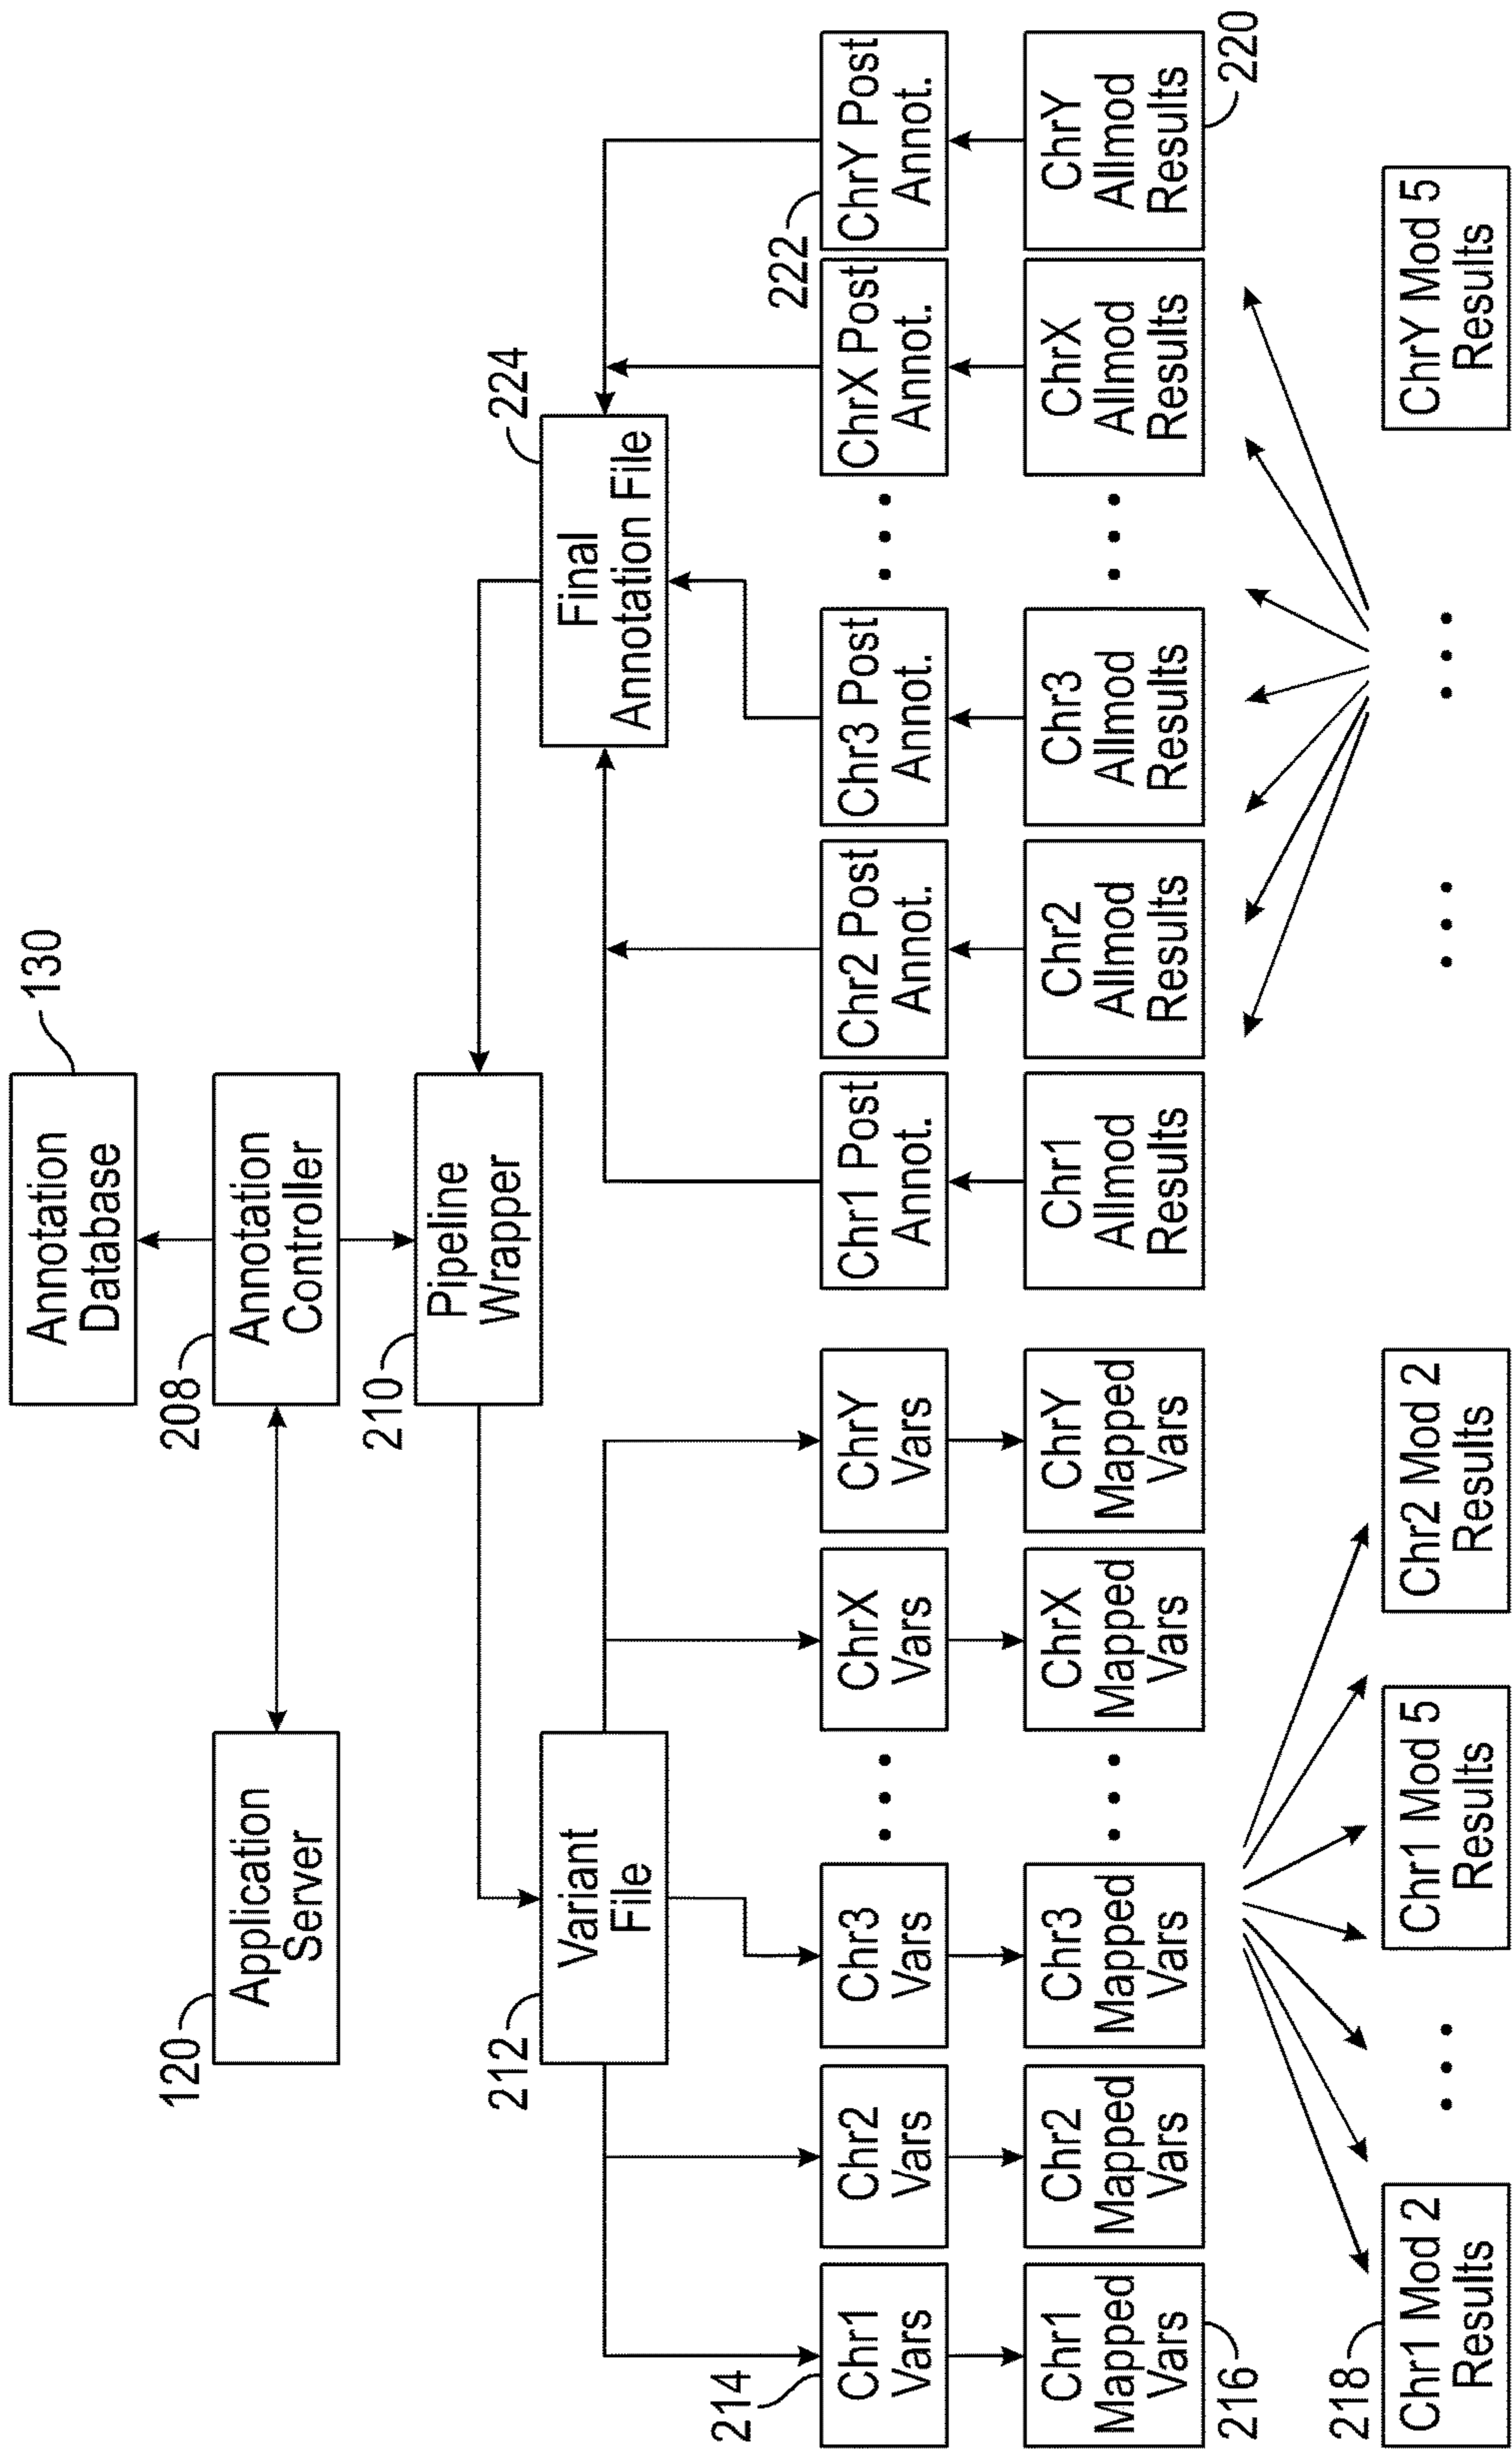 Annotation
Database
130
120
Application
Server
208
Annotation
Controller
210
Pipeline
Wrapper
212
Variant
File
Final
Annotation File
224
214
Chr1
Vars
Chr2
Vars
Chr3
Vars
• • •
ChrX
Vars
ChrY
Vars
Chr1 Post
Annot.
Chr2 Post
Annot.
Chr3 Post
Annot.
• • •
ChrX Post
Annot.
222
ChrY Post
Annot.
Chr1
Mapped
Vars
216
Chr2
Mapped
Vars
Chr3
Mapped
Vars
• • •
ChrX
Mapped
Vars
ChrY
Mapped
Vars
Chr1
Allmod
Results
Chr2
Allmod
Results
Chr3
Allmod
Results
• • •
ChrX
Allmod
Results
ChrY
Allmod
Results
220
218
Chr1 Mod 2
Results
• • •
Chr1 Mod 5
Results
Chr2 Mod 2
Results
• • •
• • •
ChrY Mod 5
Results